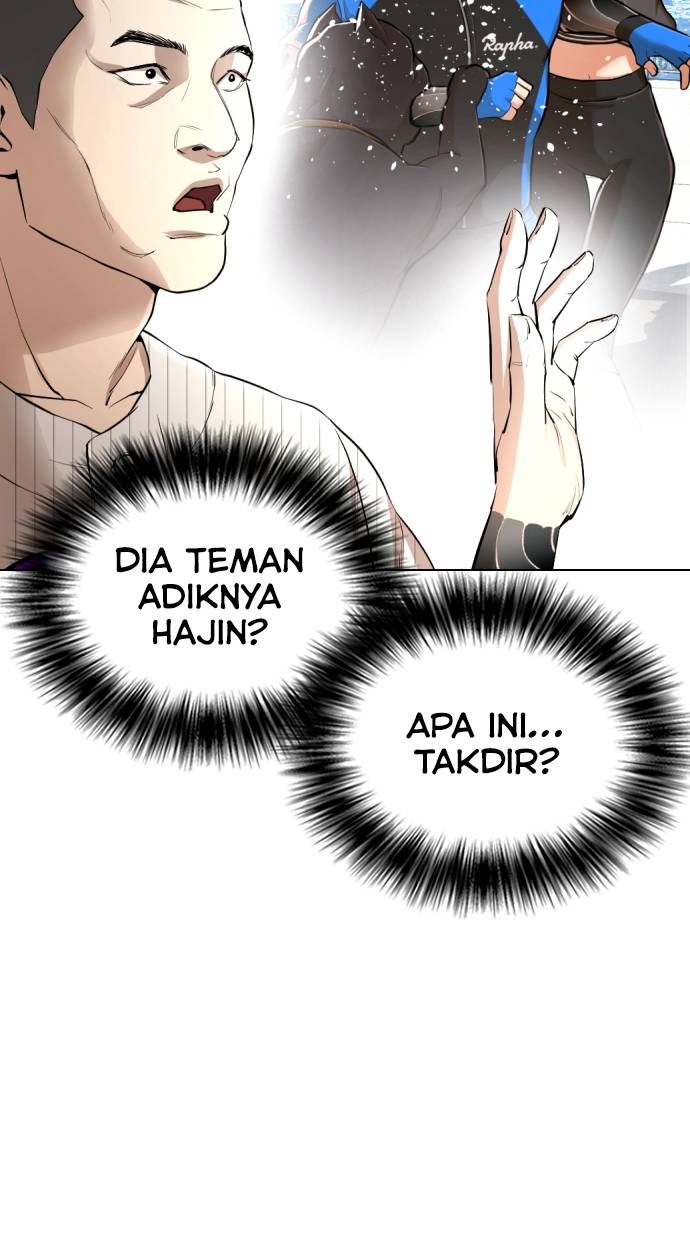 Rapha.
DIA TEMAN
ADIKNYA
HAJIN?
APA INI...
TAKDIR?